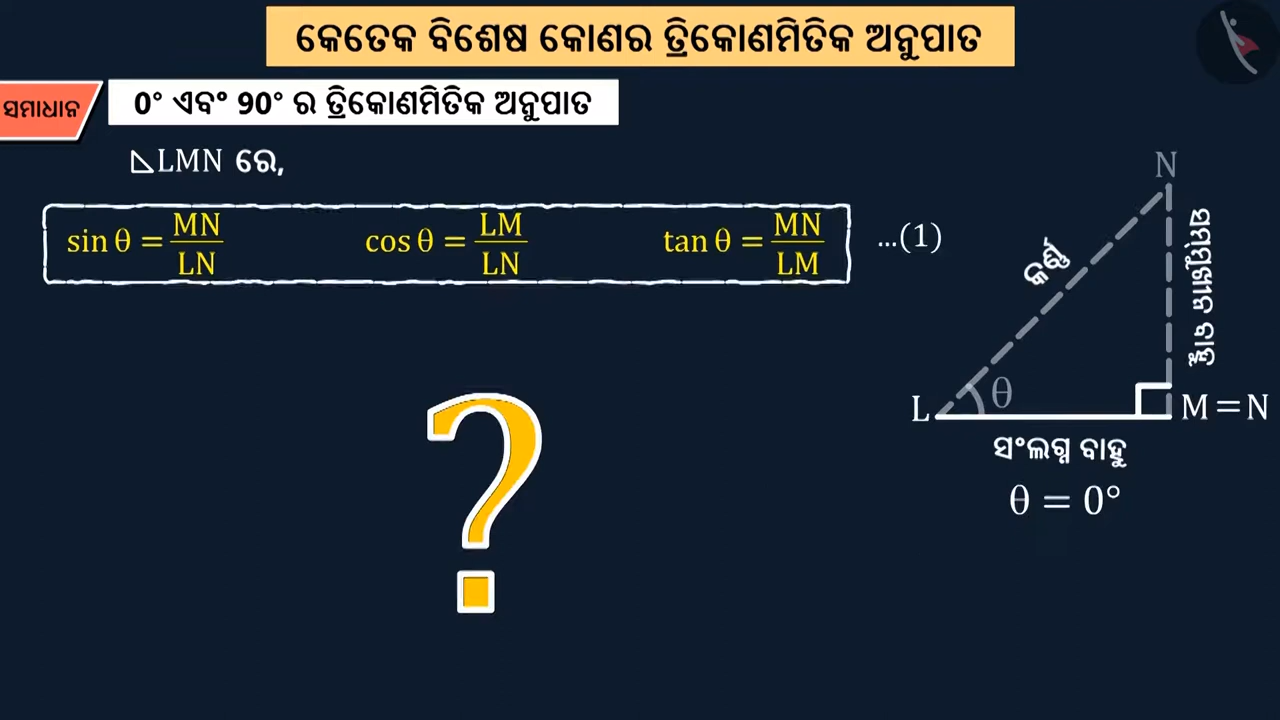 କେତେକ ବିଶେଷ କୋଣର ତ୍ରିକୋଣମିତିକ ଅନୁପାତ
ସମାଧାନ
0° ଏବଂ 90° ର ତ୍ରିକୋଣମିତିକ ଅନୁପାତ
◺LMN ରେ,
sin θ = MN/LN cos θ = LM/LN tan θ = MN/LM ...(1)
?
N
କର୍ଣ୍ଣ
ସମ୍ମୁଖୀନ ବାହୁ
θ
L
M = N
ସଂଲଗ୍ନ ବାହୁ
θ = 0°